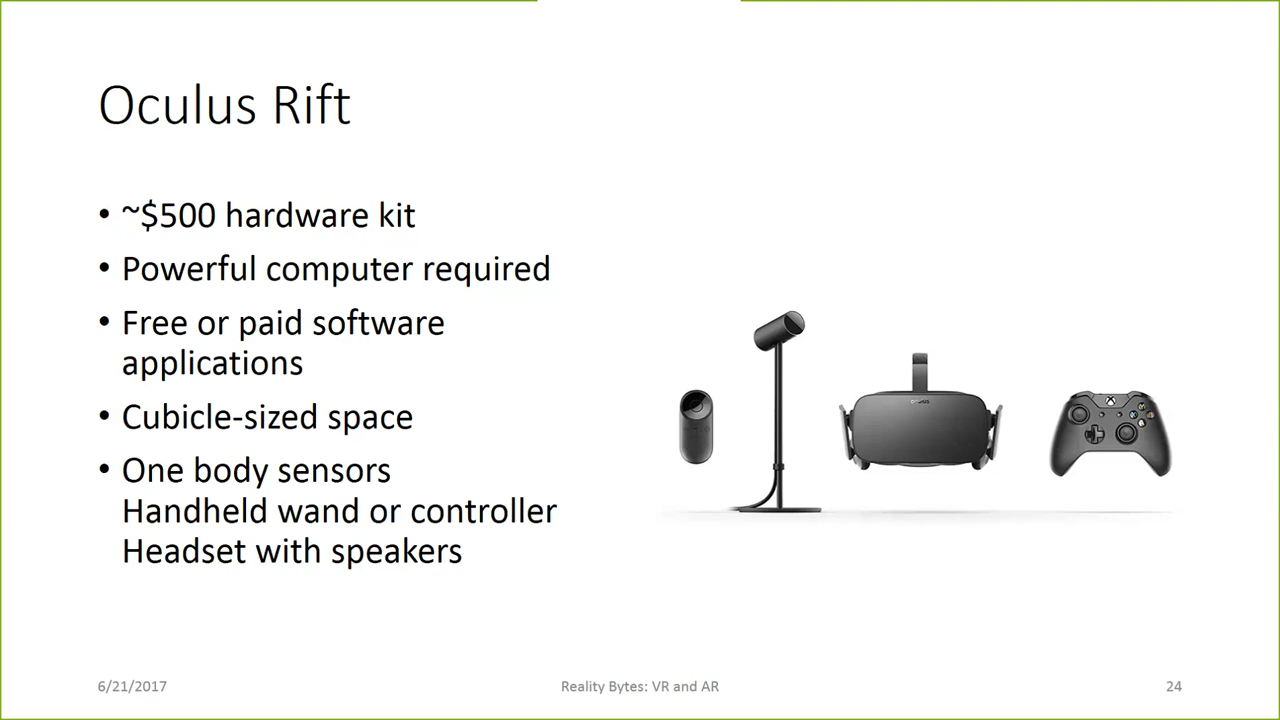 Oculus Rift
• ~$500 hardware kit
• Powerful computer required
• Free or paid software
applications
• Cubicle-sized space
• One body sensors
Handheld wand or controller
Headset with speakers
oculus
6/21/2017
Reality Bytes: VR and AR
24